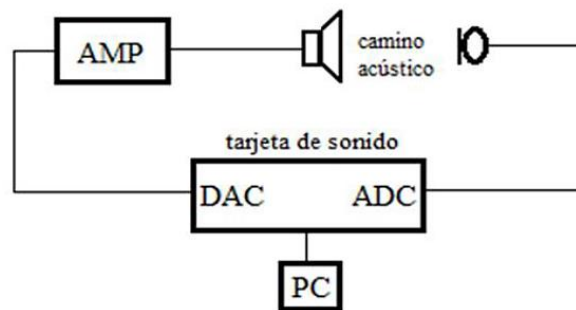 AMP
camino
acústico
tarjeta de sonido
DAC
ADC
PC